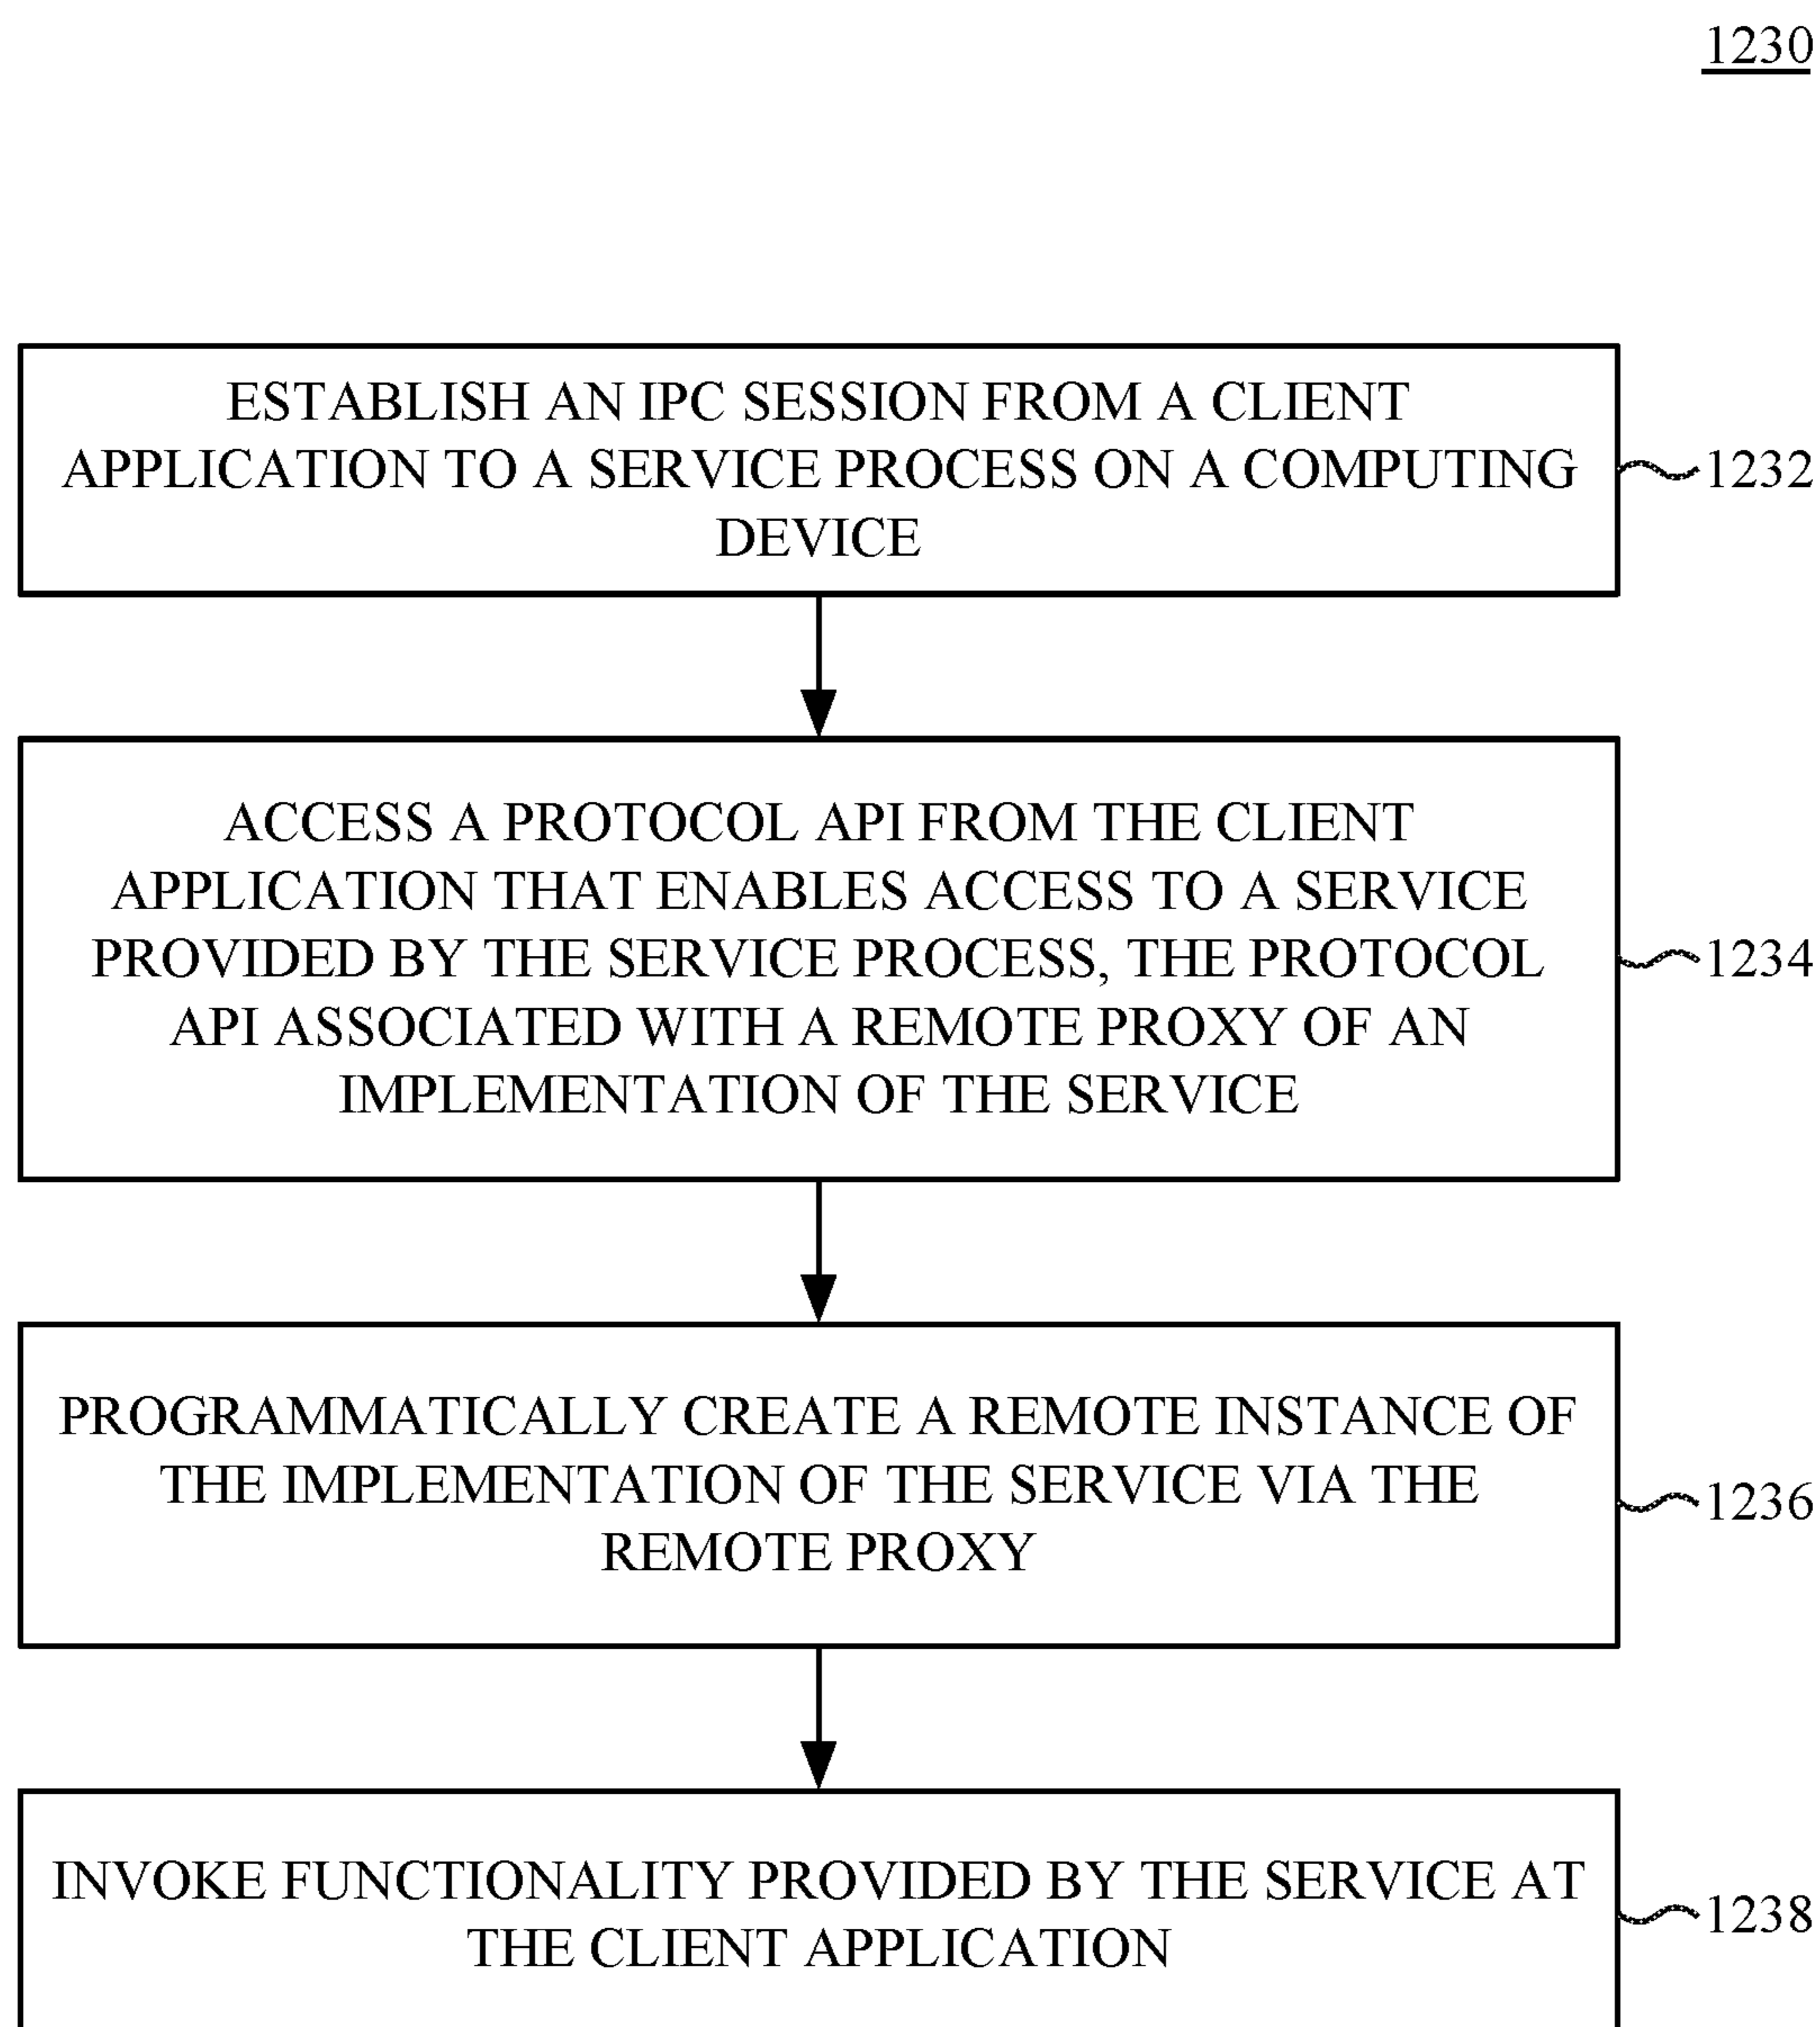 1230
ESTABLISH AN IPC SESSION FROM A CLIENT
APPLICATION TO A SERVICE PROCESS ON A COMPUTING
DEVICE
1232
ACCESS A PROTOCOL API FROM THE CLIENT
APPLICATION THAT ENABLES ACCESS TO A SERVICE
PROVIDED BY THE SERVICE PROCESS, THE PROTOCOL
API ASSOCIATED WITH A REMOTE PROXY OF AN
IMPLEMENTATION OF THE SERVICE
1234
PROGRAMMATICALLY CREATE A REMOTE INSTANCE OF
THE IMPLEMENTATION OF THE SERVICE VIA THE
REMOTE PROXY
1236
INVOKE FUNCTIONALITY PROVIDED BY THE SERVICE AT
THE CLIENT APPLICATION
1238